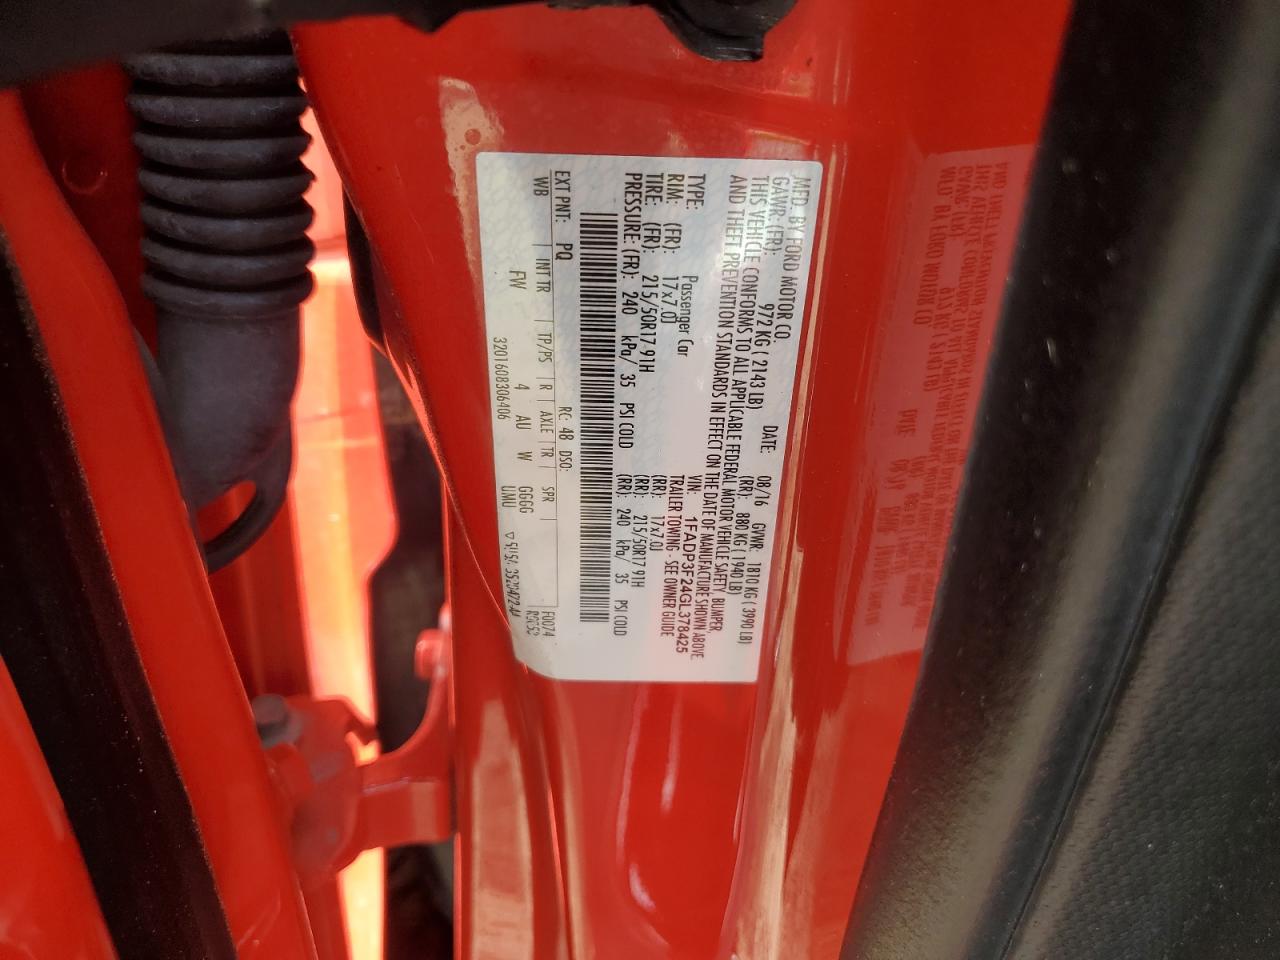 MFD. BY FORD MOTOR CO.
DATE: 08/16 GVWR: 1810 KG ( 3990 LB)
GAWR: (FR): 972 KG ( 2143 LB) (RR): 880 KG ( 1940 LB)
THIS VEHICLE CONFORMS TO ALL APPLICABLE FEDERAL MOTOR VEHICLE SAFETY, BUMPER,
AND THEFT PREVENTION STANDARDS IN EFFECT ON THE DATE OF MANUFACTURE SHOWN ABOVE.
VIN: 1FADP3F24GL378425
TYPE: Passenger Car TRAILER TOWING - SEE OWNER GUIDE
RIM: (FR): 17x7.0J (RR): 17x7.0J
TIRE: (FR): 215/50R17 91H (RR): 215/50R17 91H
PRESSURE: (FR): 240 kPa/ 35 PSI COLD (RR): 240 kPa/ 35 PSI COLD
EXT PNT: PQ RC: 4B DSO: F0074
WB INT TR TP/PS R AXLE TR SPR
FW 4 AU W GGGG
UMU
3201608306406